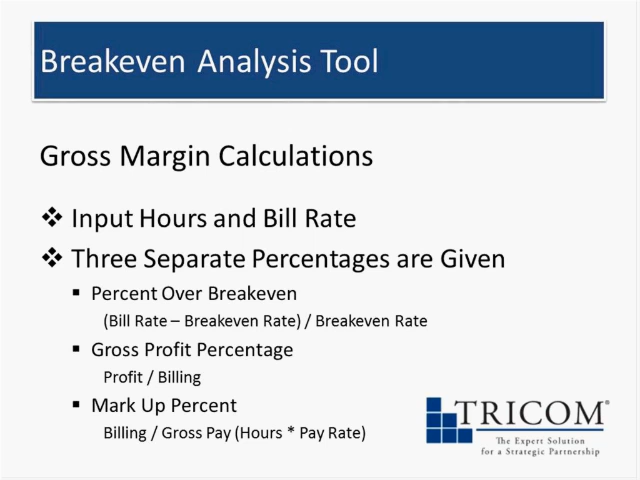 Breakeven Analysis Tool
Gross Margin Calculations
❖ Input Hours and Bill Rate
❖ Three Separate Percentages are Given
▪ Percent Over Breakeven
(Bill Rate – Breakeven Rate) / Breakeven Rate
▪ Gross Profit Percentage
Profit / Billing
▪ Mark Up Percent
Billing / Gross Pay (Hours * Pay Rate)
TRICOM®
The Expert Solution
for a Strategic Partnership